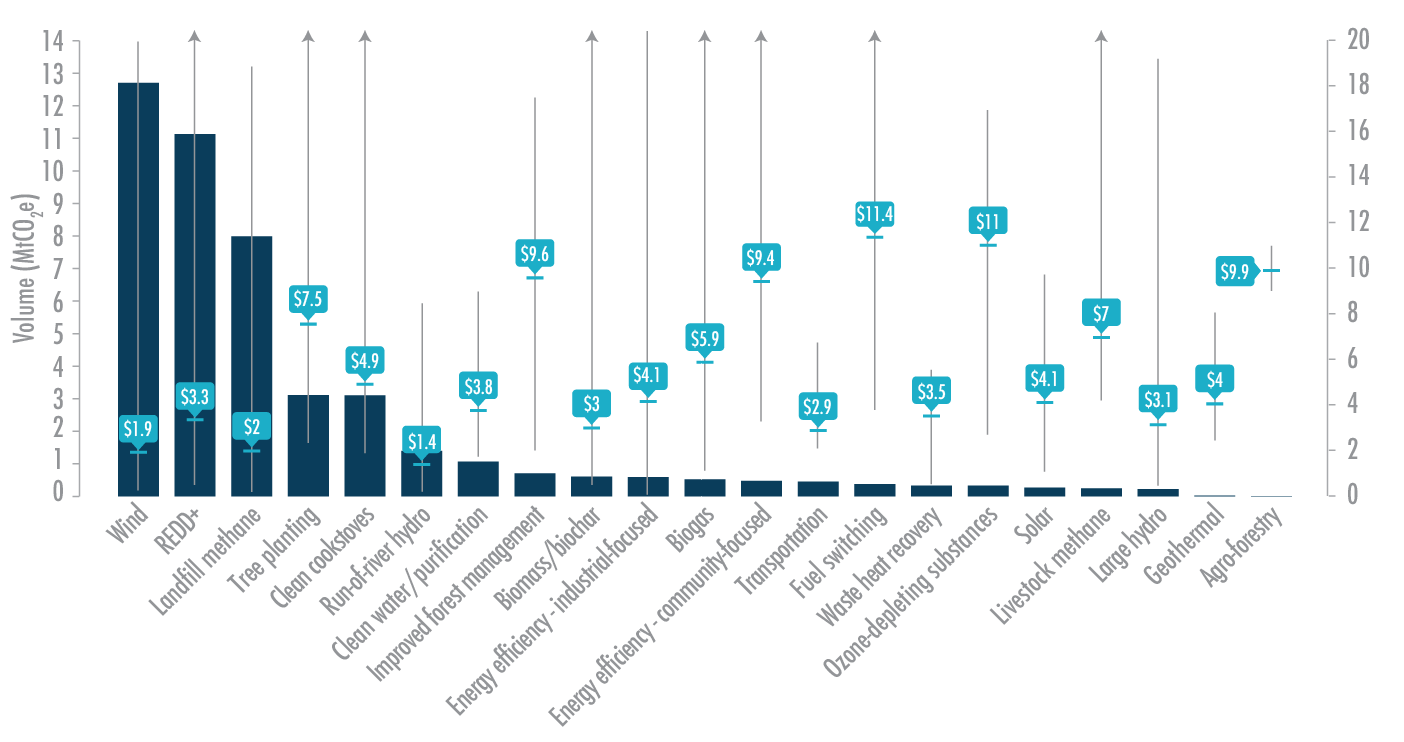 14
13
12
11
10
9
8
7
6
5
4
3
2
1
0
Volume (MtCO2e)
20
18
16
14
12
10
8
6
4
2
0
$1.9
$3.3
$2
$7.5
$4.9
$1.4
$3.8
$9.6
$3
$4.1
$5.9
$9.4
$2.9
$11.4
$3.5
$11
$4.1
$7
$3.1
$4
$9.9
Wind
REDD+
Landfill methane
Tree planting
Clean cookstoves
Run-of-river hydro
Clean water/purification
Improved forest management
Biomass/biochar
Energy efficiency - industrial-focused
Biogas
Energy efficiency - community-focused
Transportation
Fuel switching
Waste heat recovery
Ozone-depleting substances
Solar
Livestock methane
Large hydro
Geothermal
Agro-forestry